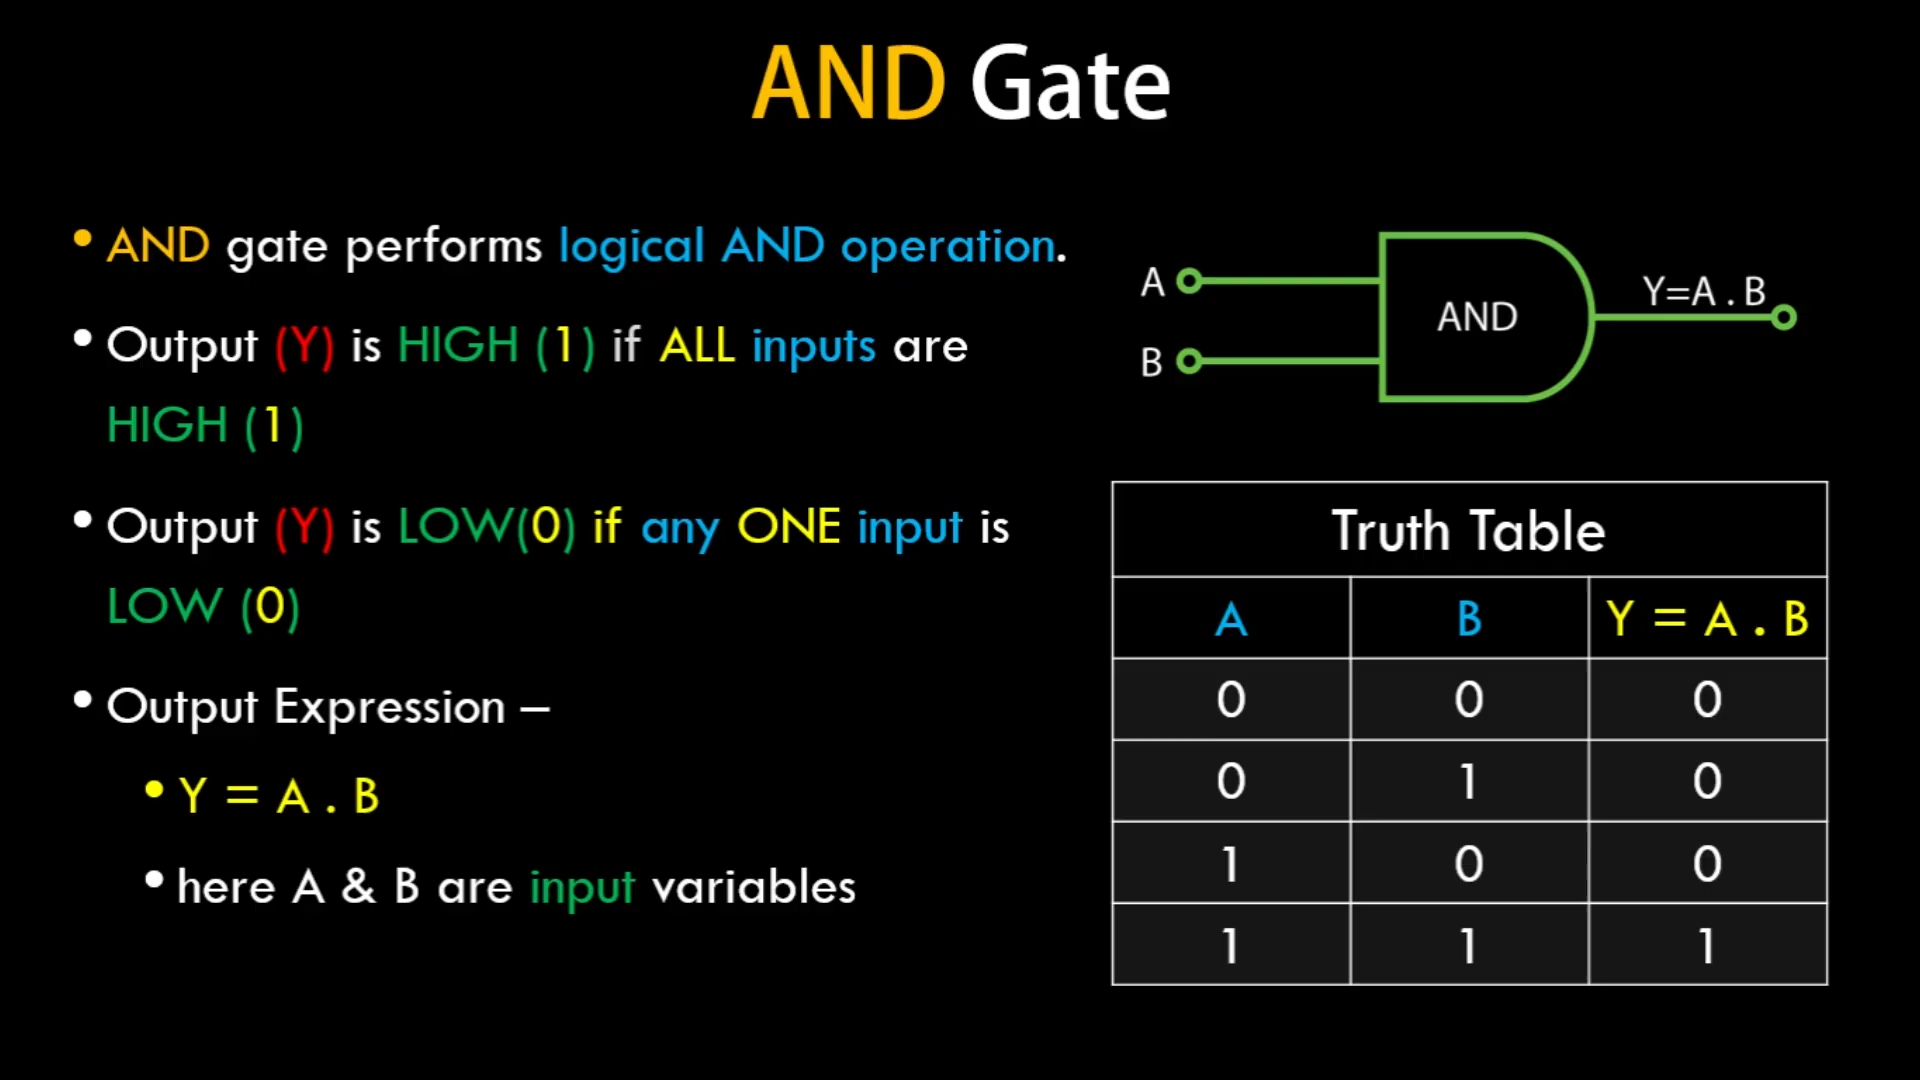 AND Gate
• AND gate performs logical AND operation.
• Output (Y) is HIGH (1) if ALL inputs are
HIGH (1)
• Output (Y) is LOW(0) if any ONE input is
LOW (0)
• Output Expression –
• Y = A . B
• here A & B are input variables
A
B
AND
Y=A . B
Truth Table
A B Y = A . B
0 0 0
0 1 0
1 0 0
1 1 1